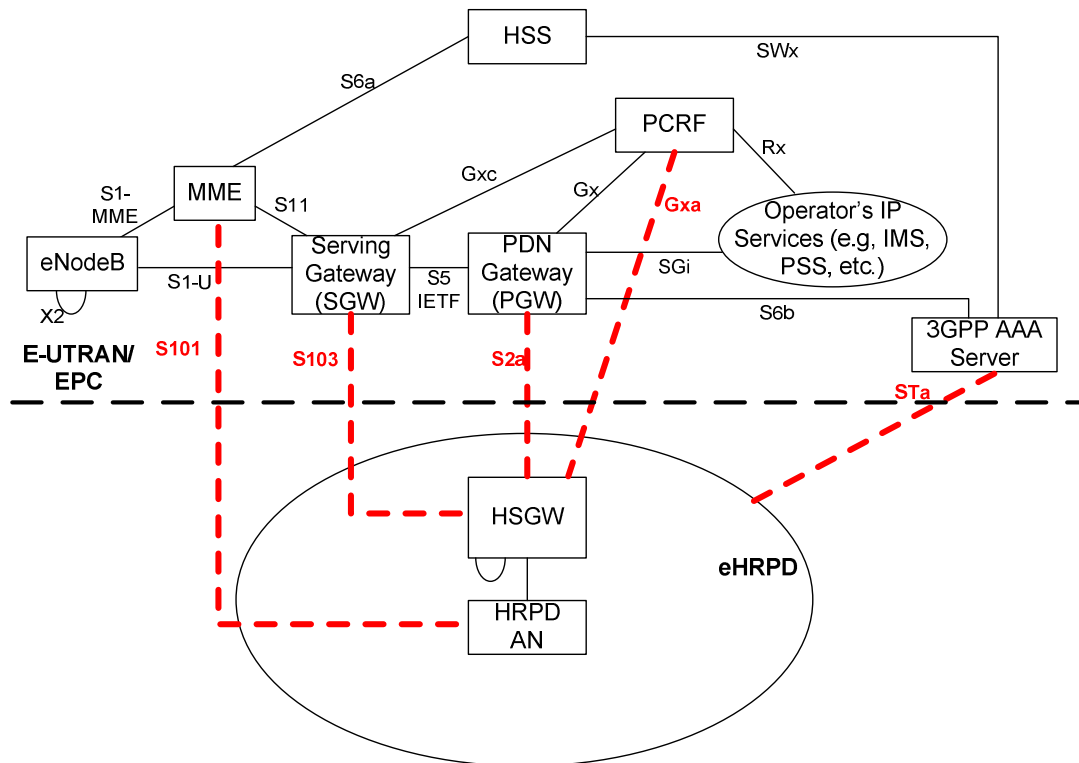 HSS
SWx
S6a
PCRF
Rx
Gxc
S1-
MME
MME
S11
Gx
Gxa
Operator's IP
Services (e.g, IMS,
PSS, etc.)
eNodeB
S1-U
Serving
Gateway
(SGW)
S5
IETF
PDN
Gateway
(PGW)
SGi
S6b
X2
3GPP AAA
Server
E-UTRAN/
EPC
S101
S103
S2a
STa
HSGW
eHRPD
HRPD
AN